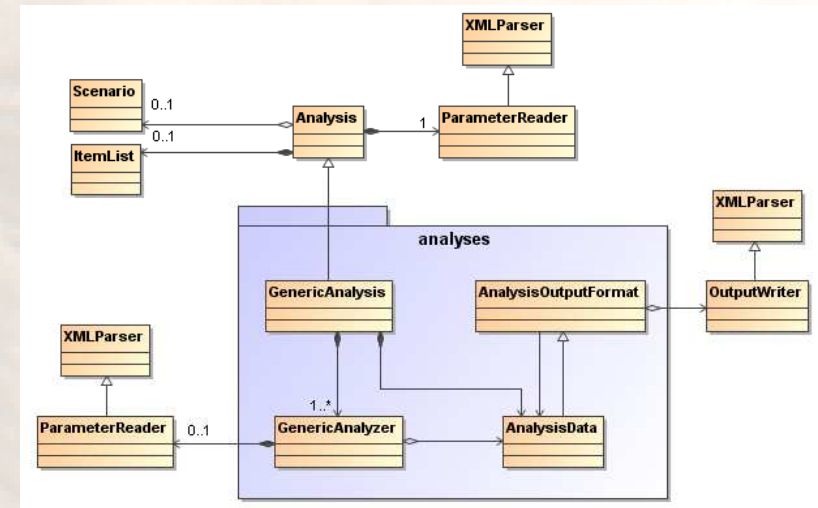 XMLParser
Scenario
0..1
Analysis
1
ParameterReader
0..1
ItemList
XMLParser
analyses
GenericAnalysis
AnalysisOutputFormat
OutputWriter
XMLParser
1..*
ParameterReader
0..1
GenericAnalyzer
AnalysisData